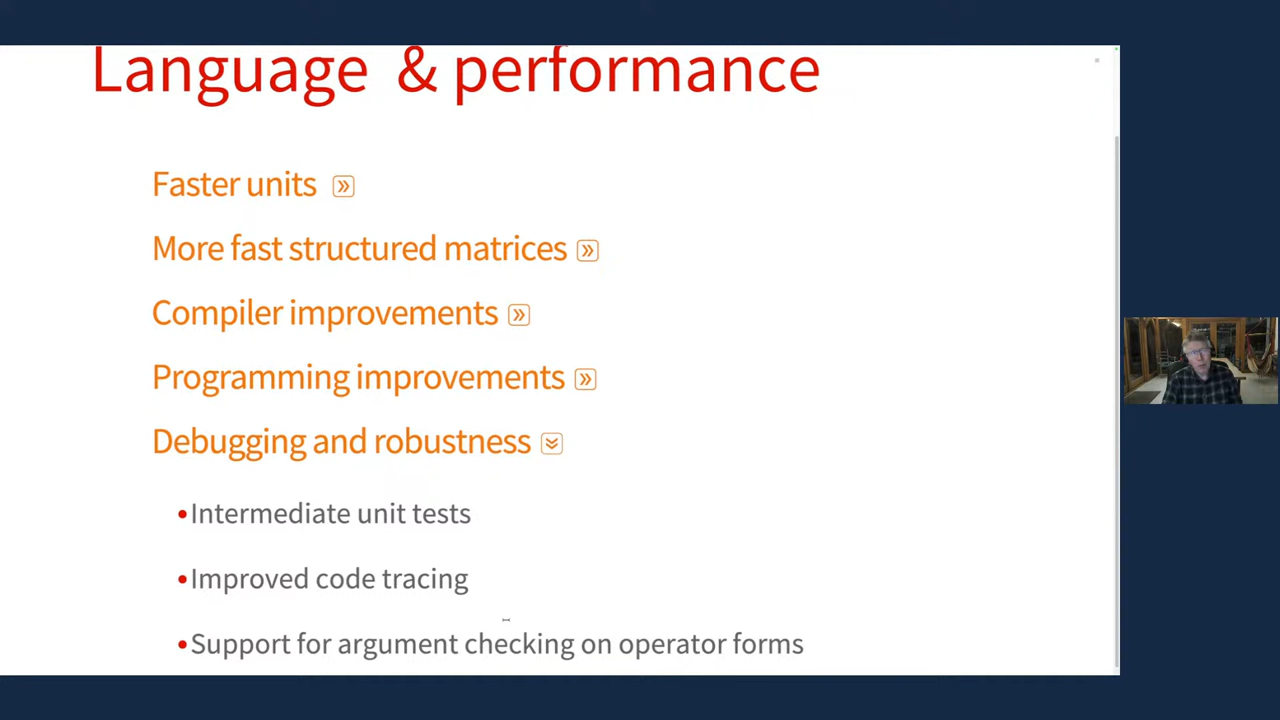 Language & performance
Faster units »
More fast structured matrices »
Compiler improvements »
Programming improvements »
Debugging and robustness
•Intermediate unit tests
•Improved code tracing
•Support for argument checking on operator forms